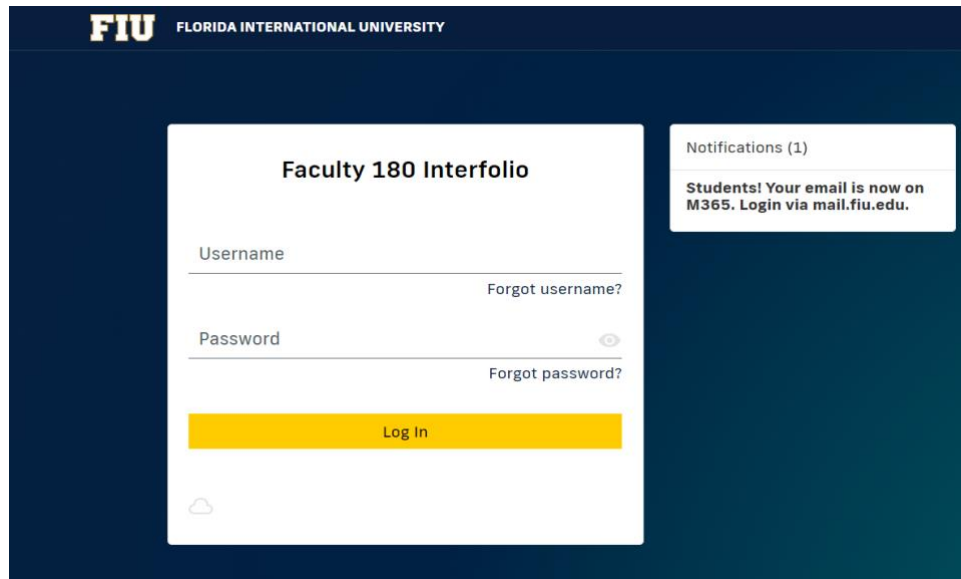 FIU FLORIDA INTERNATIONAL UNIVERSITY
Faculty 180 Interfolio
Username
Forgot username?
Password
Forgot password?
Log In
Notifications (1)
Students! Your email is now on
M365. Login via mail.fiu.edu.